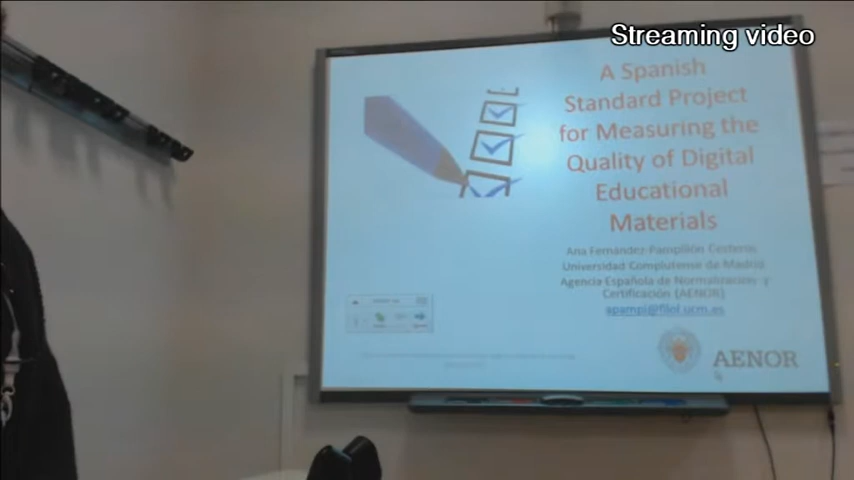 Streaming video
A Spanish
Standard Project
for Measuring the
Quality of Digital
Educational
Materials
Ana Fernández-Pampillón Cesteros
Universidad Complutense de Madrid
Agencia Española de Normalización y
Certificación (AENOR)
apampi@filol.ucm.es
AENOR